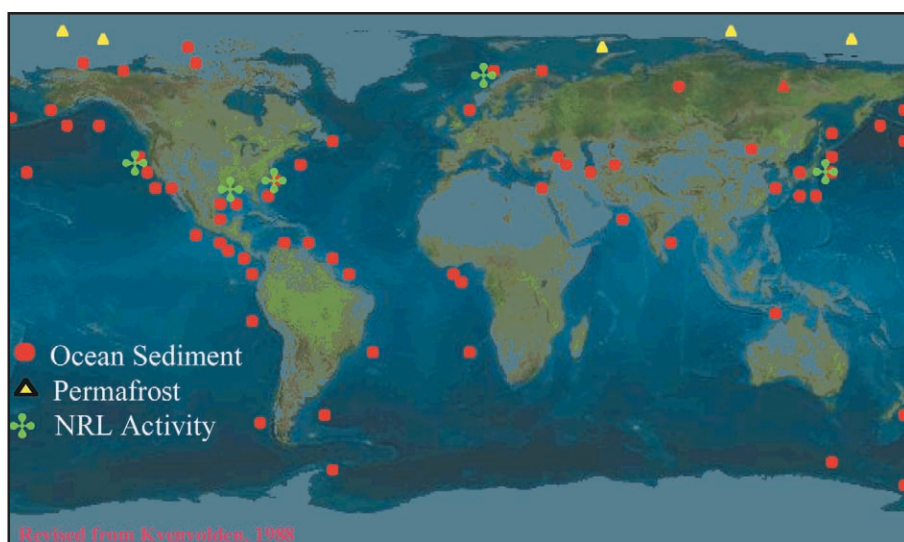 Ocean Sediment
Permafrost
NRL Activity
Revised from Kvenvolden, 1988